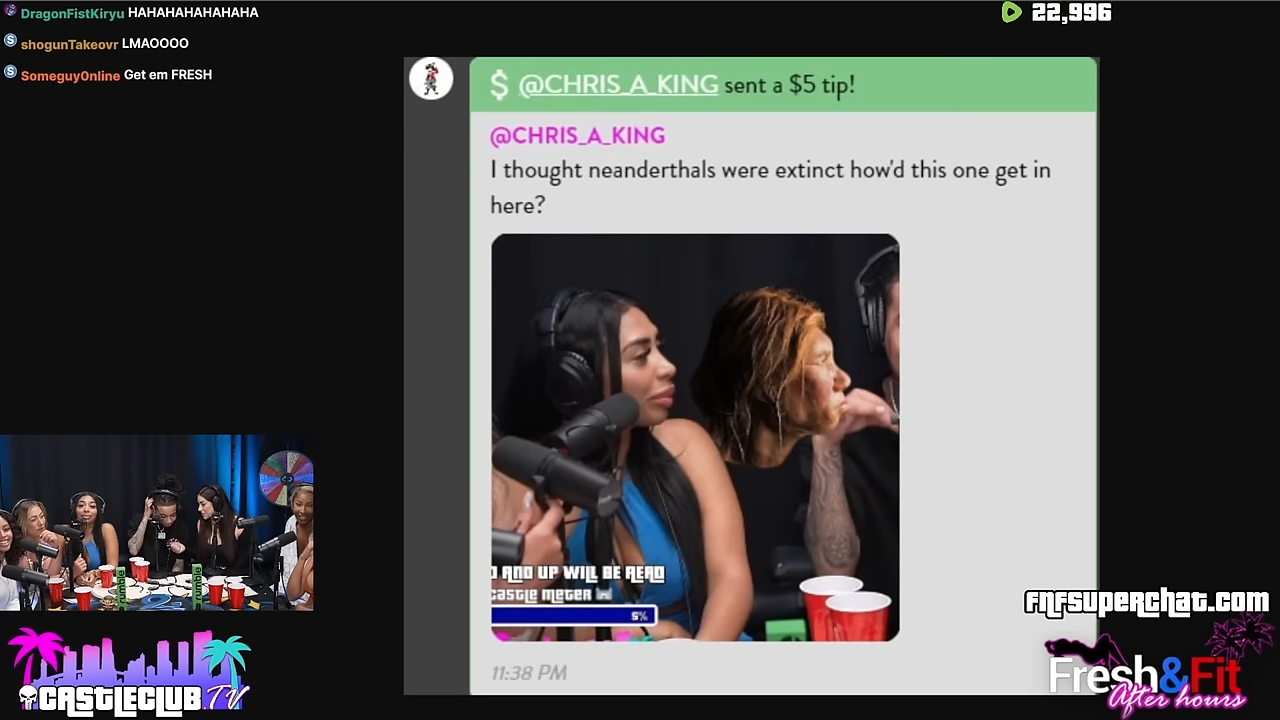 DragonFistKiryu HAHAHAHAHAHAHA
shogunTakeovr LMAOOOO
SomeguyOnline Get em FRESH
22,996
$ @CHRIS_A_KING sent a $5 tip!
@CHRIS_A_KING
I thought neanderthals were extinct how'd this one get in
here?
AND UP WILL BE READ
CASTLE METER
5%
11:38 PM
rumble
rumble
CASTLECLUB.TV
FNFSUPERCHAT.COM
Fresh&Fit
After hours